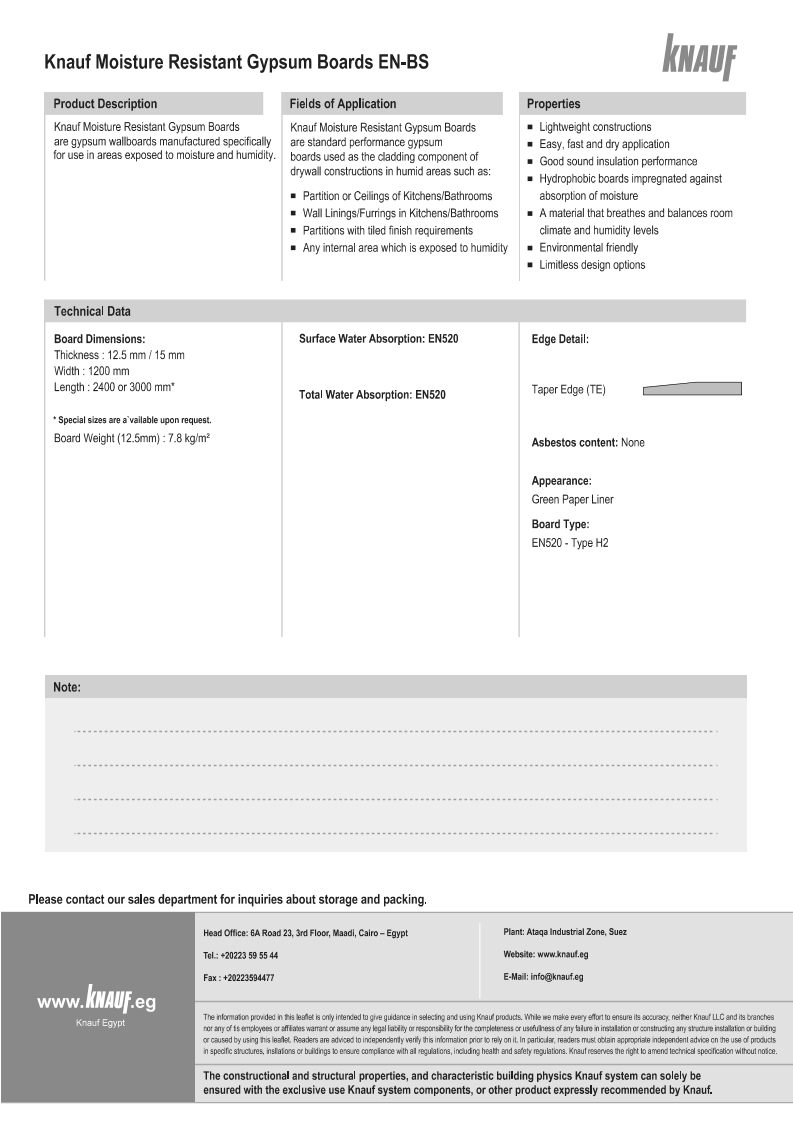 Knauf Moisture Resistant Gypsum Boards EN-BS
KNAUF
Product Description
Knauf Moisture Resistant Gypsum Boards
are gypsum wallboards manufactured specifically
for use in areas exposed to moisture and humidity.
Fields of Application
Knauf Moisture Resistant Gypsum Boards
are standard performance gypsum
boards used as the cladding component of
drywall constructions in humid areas such as:
■ Partition or Ceilings of Kitchens/Bathrooms
■ Wall Linings/Furrings in Kitchens/Bathrooms
■ Partitions with tiled finish requirements
■ Any internal area which is exposed to humidity
Properties
■ Lightweight constructions
■ Easy, fast and dry application
■ Good sound insulation performance
■ Hydrophobic boards impregnated against
absorption of moisture
■ A material that breathes and balances room
climate and humidity levels
■ Environmental friendly
■ Limitless design options
Technical Data
Board Dimensions:
Thickness : 12.5 mm / 15 mm
Width : 1200 mm
Length : 2400 or 3000 mm*
* Special sizes are a`vailable upon request.
Board Weight (12.5mm) : 7.8 kg/m²
Surface Water Absorption: EN520
Total Water Absorption: EN520
Edge Detail:
Taper Edge (TE)
Asbestos content: None
Appearance:
Green Paper Liner
Board Type:
EN520 - Type H2
Note:
Please contact our sales department for inquiries about storage and packing.
www.KNAUF.eg
Knauf Egypt
Head Office: 6A Road 23, 3rd Floor, Maadi, Cairo – Egypt
Tel.: +20223 59 55 44
Fax : +20223594477
Plant: Ataqa Industrial Zone, Suez
Website: www.knauf.eg
E-Mail: info@knauf.eg
The information provided in this leaflet is only intended to give guidance in selecting and using Knauf products. While we make every effort to ensure its accuracy, neither Knauf LLC and its branches
nor any of tis employees or affiliates warrant or assume any legal liability or responsibility for the completeness or usefullness of any failure in installation or constructing any structure installation or building
or caused by using this leaflet. Readers are adviced to independently verify this information prior to rely on it. In particular, readers must obtain appropriate independent advice on the use of products
in specific structures, insllations or buildings to ensure compliance with all regulations, including health and safety regulations. Knauf reserves the right to amend technical specification without notice.
The constructional and structural properties, and characteristic building physics Knauf system can solely be
ensured with the exclusive use Knauf system components, or other product expressly recommended by Knauf.